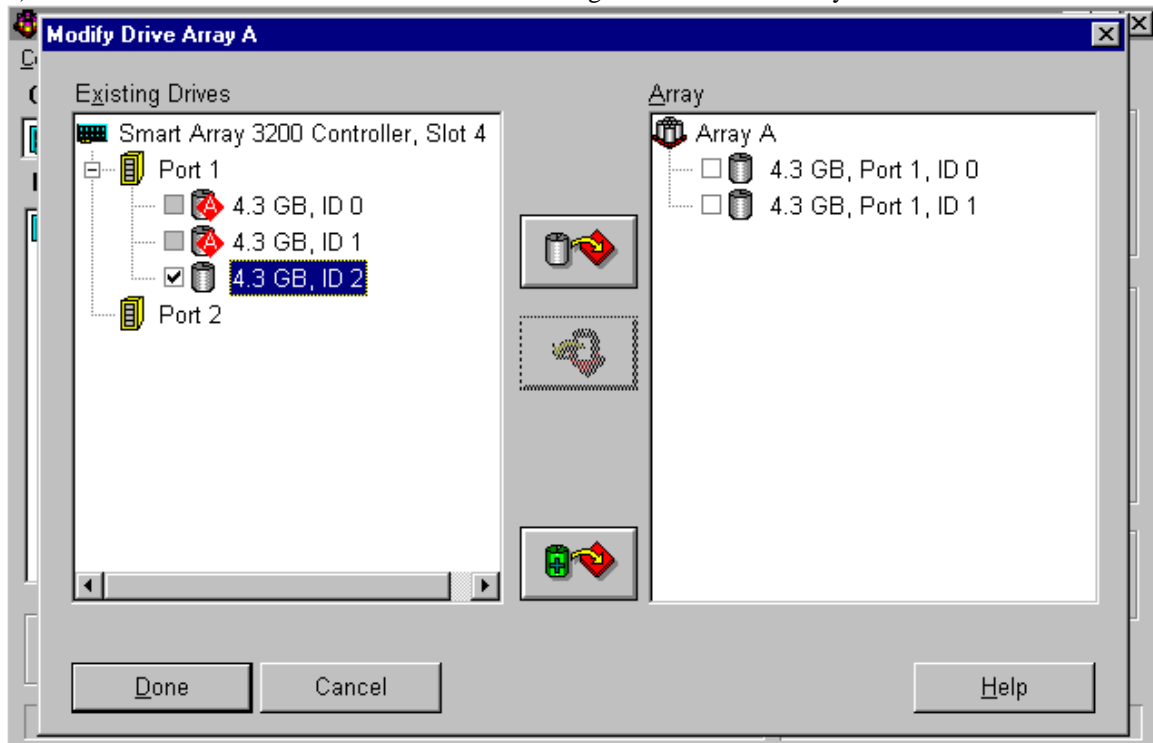 Modify Drive Array A
Existing Drives
Array
Smart Array 3200 Controller, Slot 4
Port 1
4.3 GB, ID 0
4.3 GB, ID 1
4.3 GB, ID 2
Port 2
Array A
4.3 GB, Port 1, ID 0
4.3 GB, Port 1, ID 1
Done
Cancel
Help